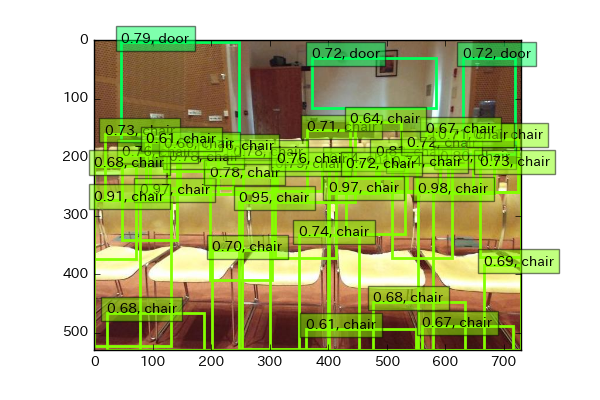 0
100
200
300
400
500
0 100 200 300 400 500 600 700
0.79, door
0.72, door
0.72, door
0.64, chair
0.73, chair
0.71, chair
0.67, chair
0.61, chair
0.71, chair
0.68, chair
0.76, chair
0.72, chair
0.73, chair
0.78, chair
0.91, chair
0.97, chair
0.95, chair
0.97, chair
0.98, chair
0.74, chair
0.70, chair
0.69, chair
0.68, chair
0.68, chair
0.61, chair
0.67, chair